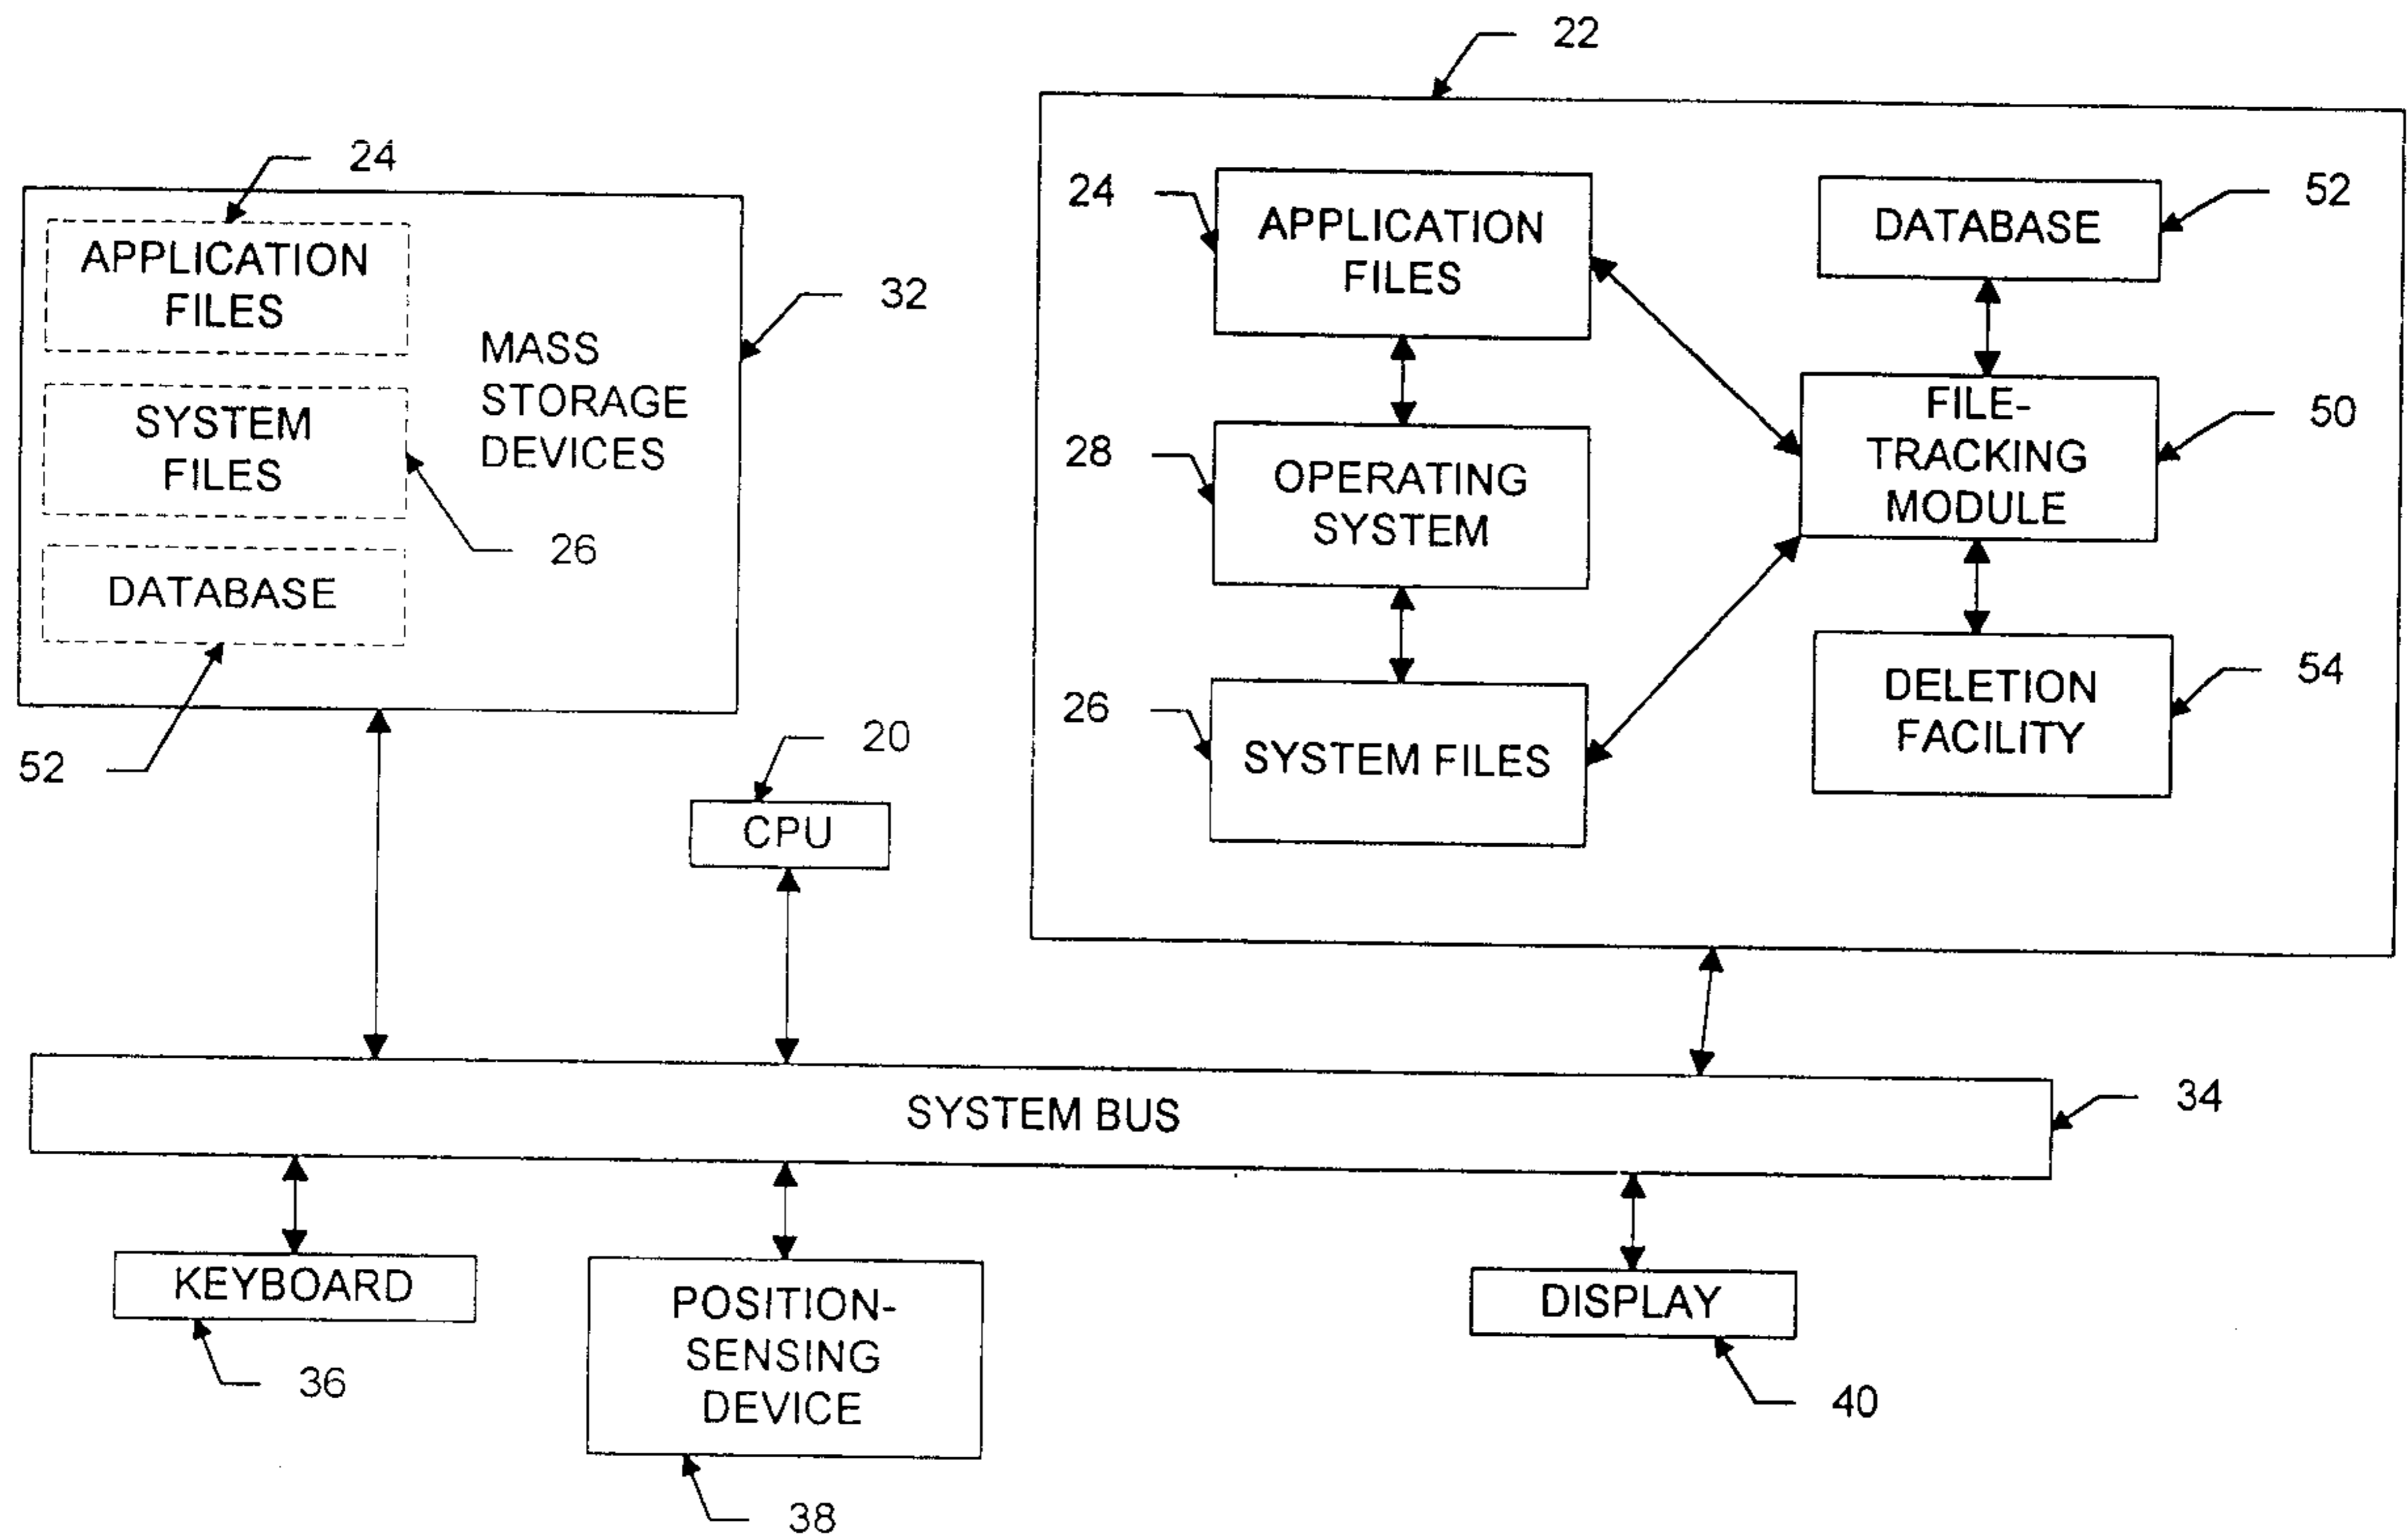 22
24
APPLICATION
FILES
32
MASS
STORAGE
DEVICES
SYSTEM
FILES
26
DATABASE
52
20
CPU
24
APPLICATION
FILES
52
DATABASE
28
OPERATING
SYSTEM
FILE-
TRACKING
MODULE
50
26
SYSTEM FILES
DELETION
FACILITY
54
SYSTEM BUS
34
KEYBOARD
36
POSITION-
SENSING
DEVICE
38
DISPLAY
40